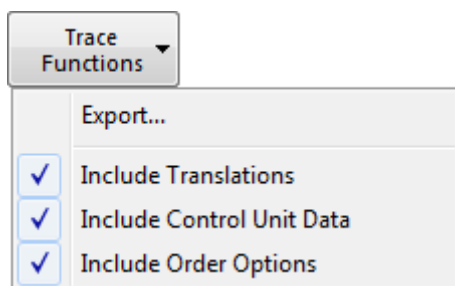 Trace
Functions
Export...
Include Translations
Include Control Unit Data
Include Order Options